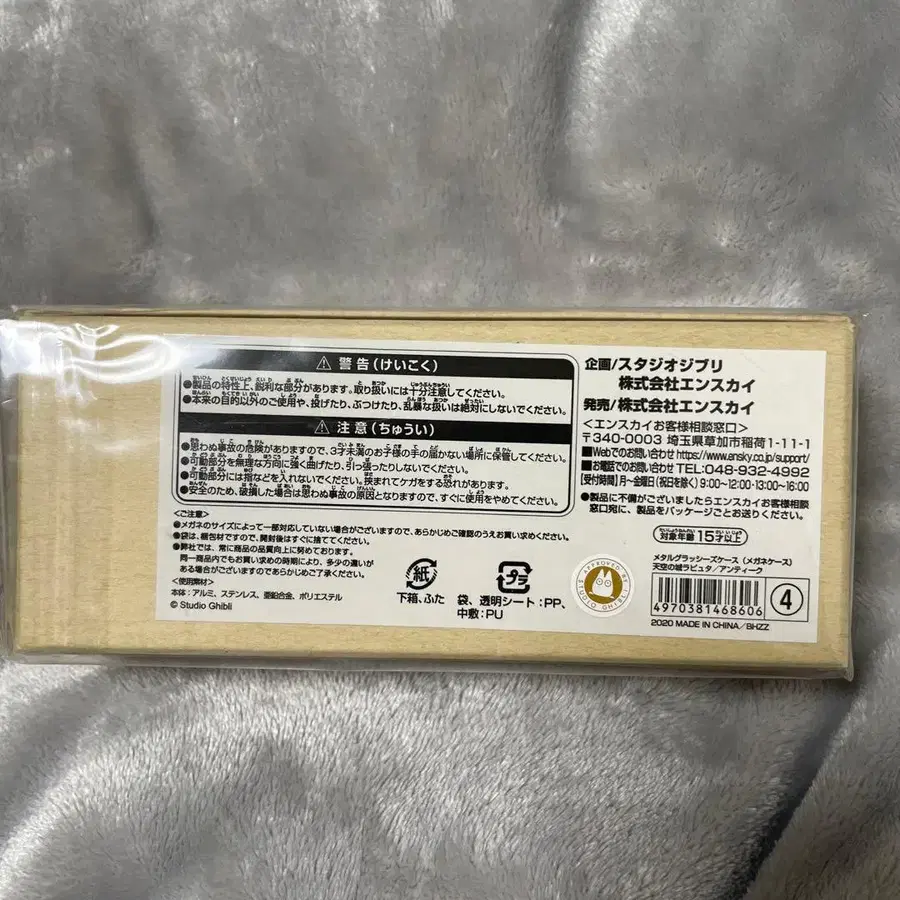 ⚠ 警告(けいこく)
●製品の特性上、鋭利な部分があります。取り扱いには十分注意してください。
●本来の目的以外のご使用や、投げたり、ぶつけたり、乱暴な扱いは絶対にしないでください。
⚠ 注意(ちゅうい)
●思わぬ事故の危険がありますので、3才未満のお子様の手の届かない場所に保管してください。
●可動部分を無理な方向に強く曲げたり、引っ張ったりしないでください。
●可動部分には指などを入れないでください。挟まれてケガをする恐れがあります。
●安全のため、破損した場合は思わぬ事故の原因となりますので、すぐに使用をやめてください。
<ご注意>
●メガネのサイズによって一部対応していない場合がございますので、あらかじめご確認のうえお買い求めください。
●袋は、梱包材ですので、開封後はすぐに捨ててください。
●弊社では、常に商品の品質向上に努めております。
同一商品内でもお買い求めの時期により、多少の違いが
ある場合がございますのであらかじめご了承ください。
<使用素材>
本体:アルミ、ステンレス、亜鉛合金、ポリエステル
© Studio Ghibli
紙
下箱、ふた
プラ
袋、透明シート:PP、
中敷:PU
企画/スタジオジブリ
株式会社エンスカイ
発売/株式会社エンスカイ
<エンスカイお客様相談窓口>
〒340-0003 埼玉県草加市稲荷1-11-1
■Webでのお問い合わせ https://www.ensky.co.jp/support/
■お電話でのお問い合わせ TEL:048-932-4992
[受付時間]月~金曜日(祝日を除く) 9:00~12:00・13:00~16:00
●製品に不備がございましたらエンスカイお客様相談
窓口宛に、製品をパッケージごとお送りください。
対象年齢 15才以上
APPROVED BY STUDIO GHIBLI
メタルグラッシーズケース(メガネケース)
天空の城ラピュタ/アンティーク
4970381468606
④
2020 MADE IN CHINA/BHZZ